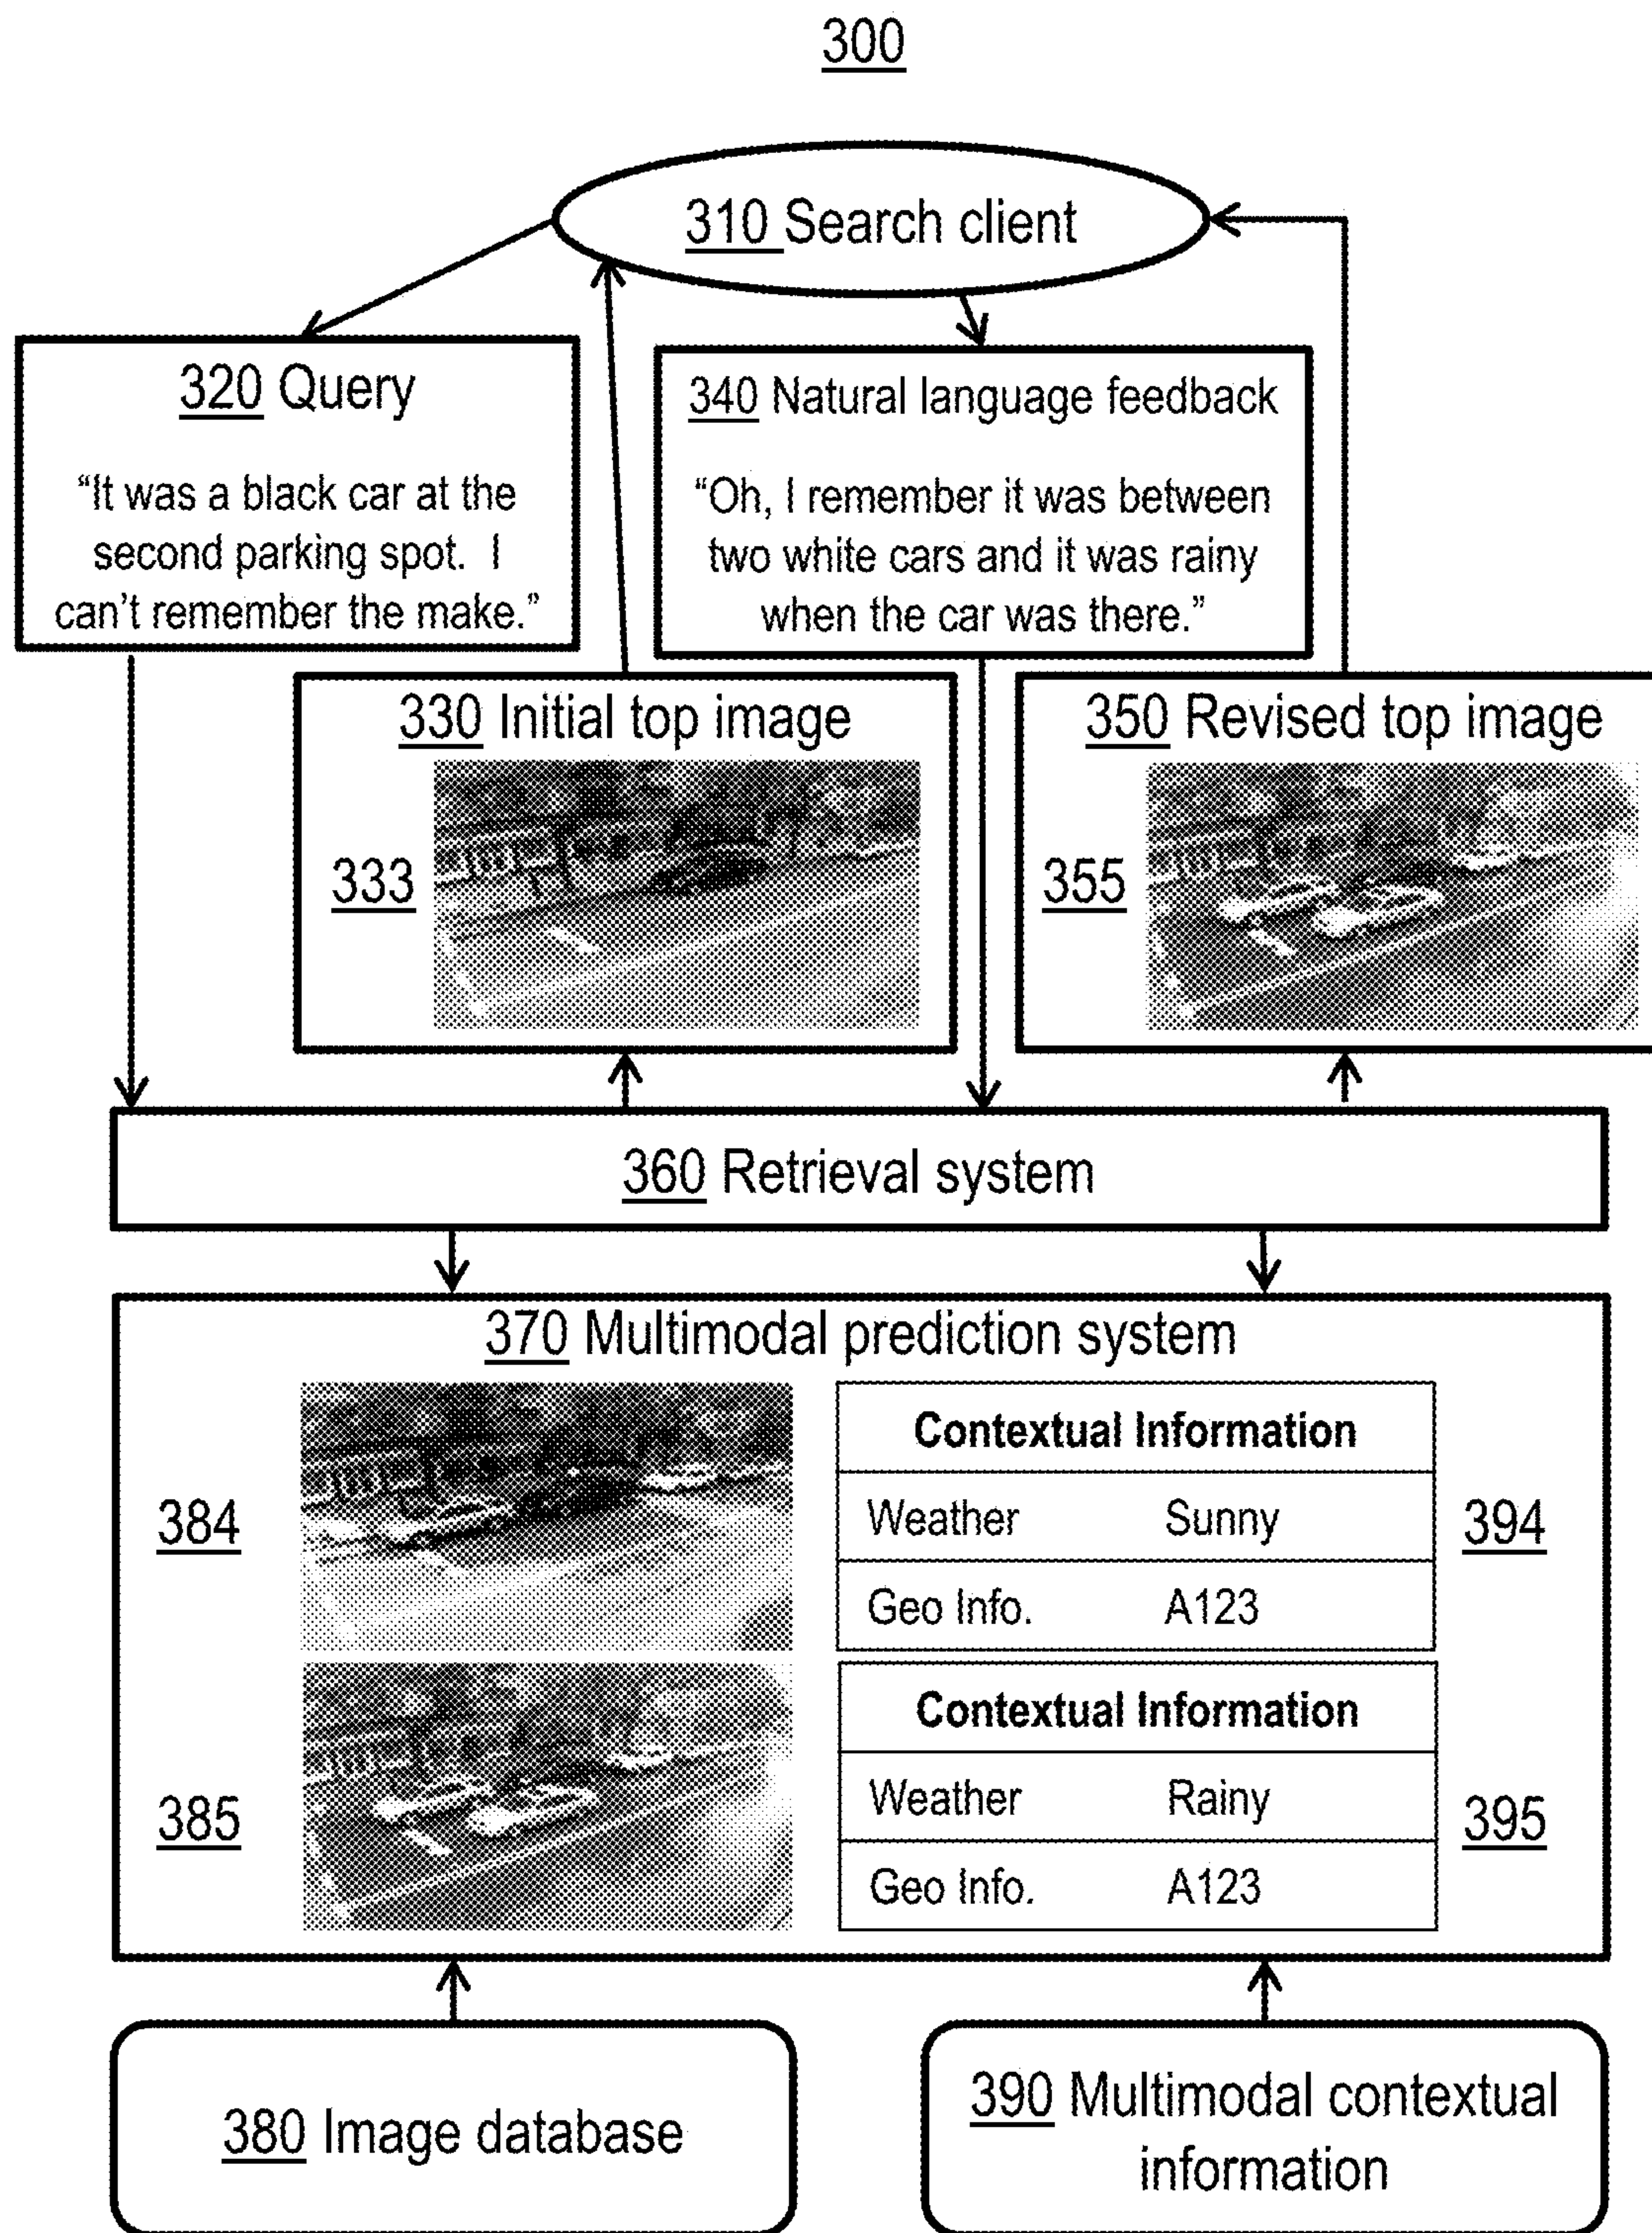 300
310 Search client
320 Query
“It was a black car at the
second parking spot.  I
can’t remember the make.”
340 Natural language feedback
“Oh, I remember it was between
two white cars and it was rainy
when the car was there.”
330 Initial top image
333
350 Revised top image
355
360 Retrieval system
370 Multimodal prediction system
384
Contextual Information
Weather Sunny
Geo Info. A123
394
385
Contextual Information
Weather Rainy
Geo Info. A123
395
380 Image database
390 Multimodal contextual
information